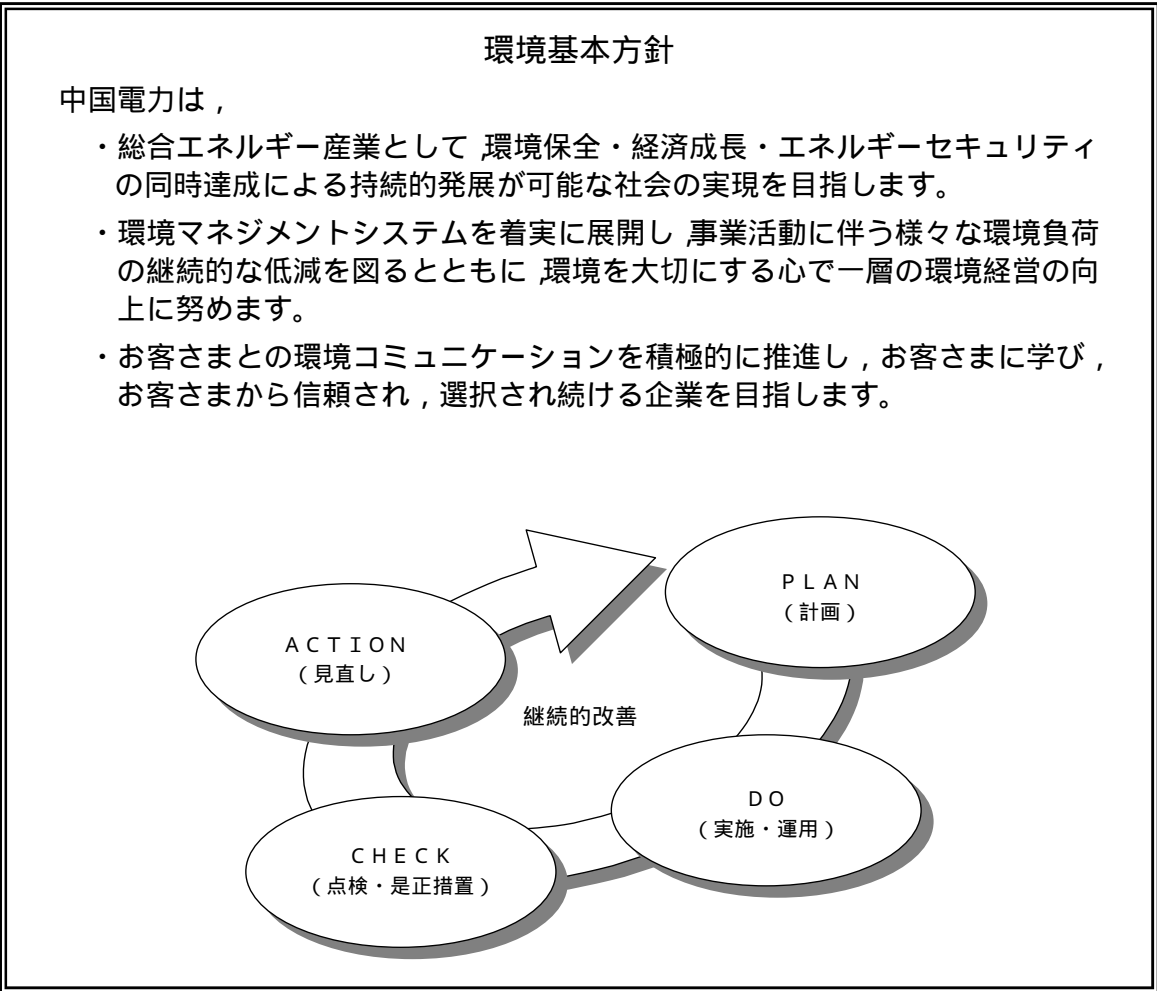 環境基本方針
中国電力は，
・総合エネルギー産業として，環境保全・経済成長・エネルギーセキュリティ
の同時達成による持続的発展が可能な社会の実現を目指します。
・環境マネジメントシステムを着実に展開し，事業活動に伴う様々な環境負荷
の継続的な低減を図るとともに，環境を大切にする心で一層の環境経営の向
上に努めます。
・お客さまとの環境コミュニケーションを積極的に推進し，お客さまに学び，
お客さまから信頼され，選択され続ける企業を目指します。
ＰＬＡＮ
（計画）
ＡＣＴＩＯＮ
（見直し）
継続的改善
ＤＯ
（実施・運用）
ＣＨＥＣＫ
（点検・是正措置）